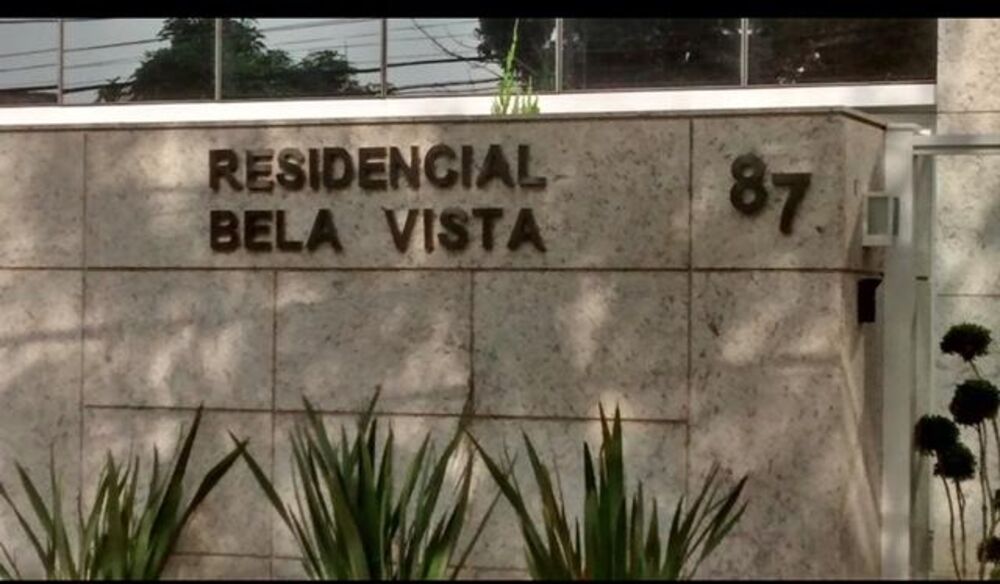 RESIDENCIAL
BELA VISTA
87